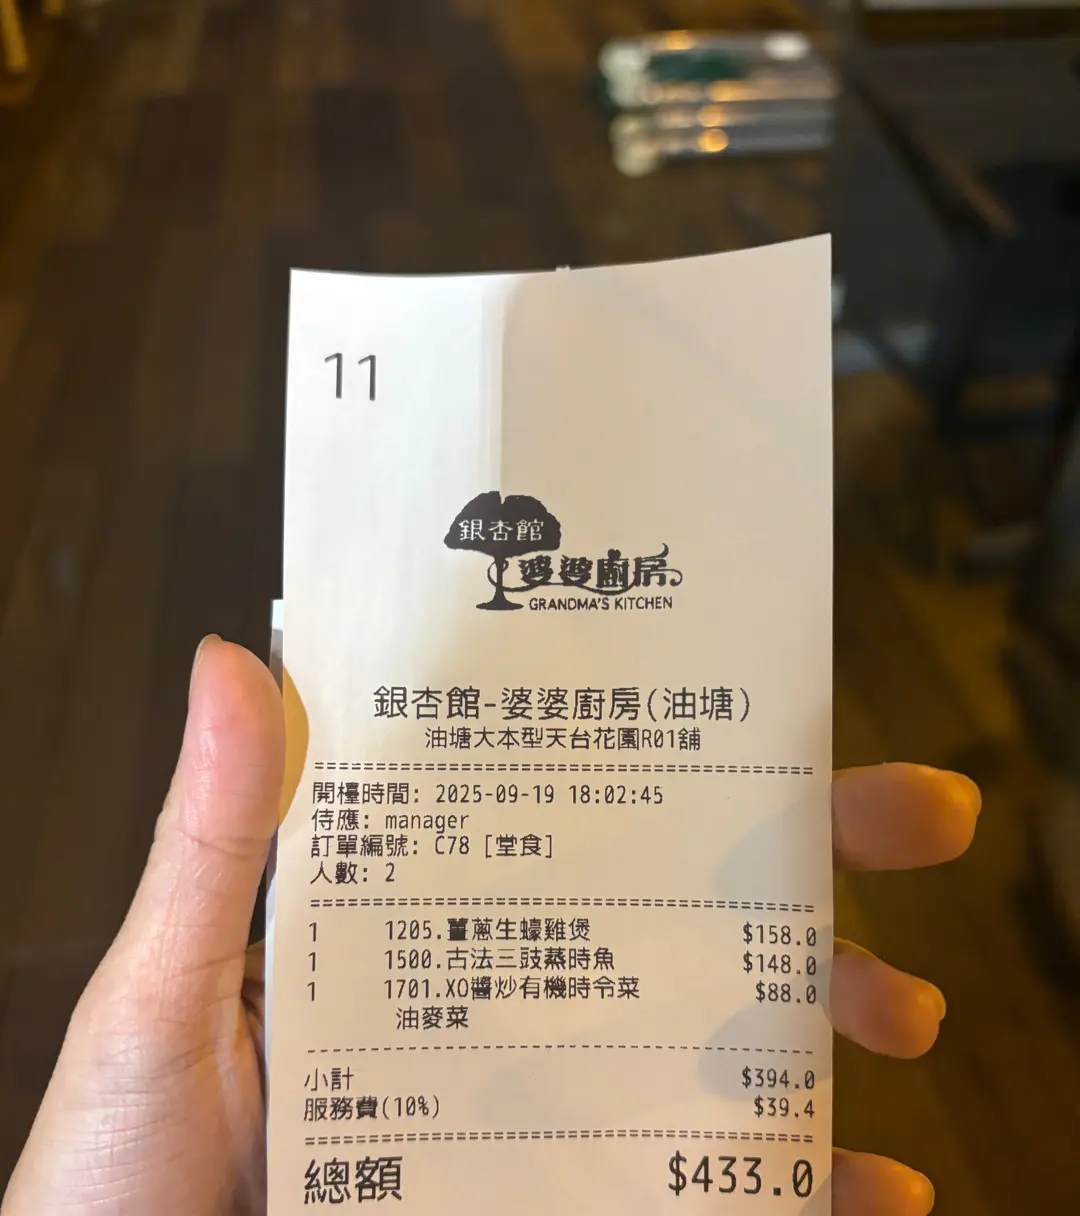 11
銀杏館
婆婆廚房
GRANDMA'S KITCHEN
銀杏館-婆婆廚房(油塘)
油塘大本型天台花園R01舖
開檯時間: 2025-09-19 18:02:45
侍應: manager
訂單編號: C78 [堂食]
人數: 2
1 1205.薑蔥生蠔雞煲 $158.0
1 1500.古法三豉蒸時魚 $148.0
1 1701.XO醬炒有機時令菜 $88.0
油麥菜
小計 $394.0
服務費(10%) $39.4
總額 $433.0